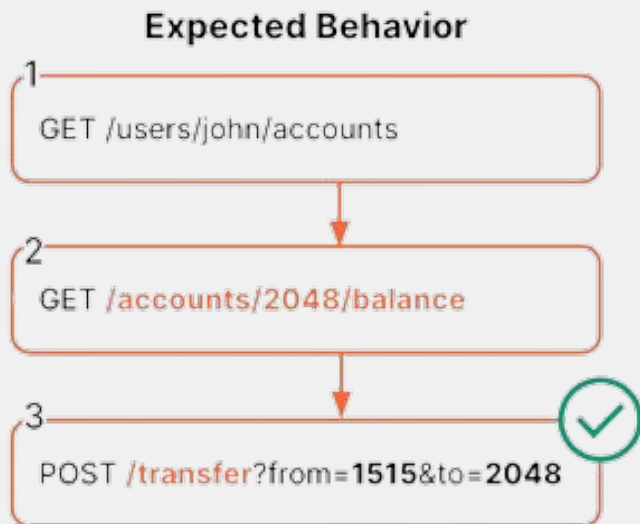 Expected Behavior
1
GET /users/john/accounts
2
GET /accounts/2048/balance
3
POST /transfer?from=1515&to=2048